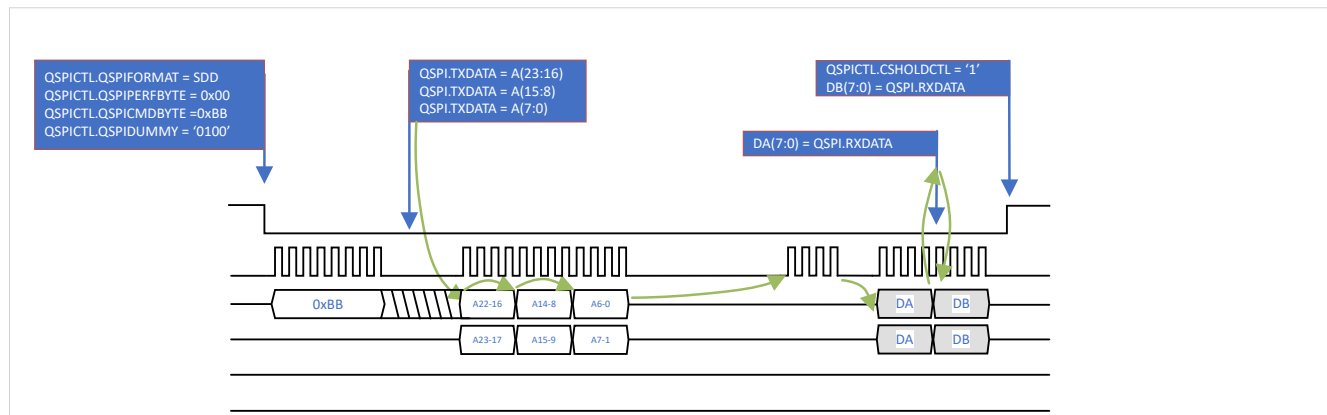 QSPICTL.QSPIFORMAT = SDD
QSPICTL.QSPIPERFBYTE = 0x00
QSPICTL.QSPICMDBYTE =0xBB
QSPICTL.QSPIDUMMY = ‘0100’
QSPI.TXDATA = A(23:16)
QSPI.TXDATA = A(15:8)
QSPI.TXDATA = A(7:0)
QSPICTL.CSHOLDCTL = ‘1’
DB(7:0) = QSPI.RXDATA
DA(7:0) = QSPI.RXDATA
0xBB
A22-16
A14-8
A6-0
DA
DB
A23-17
A15-9
A7-1
DA
DB